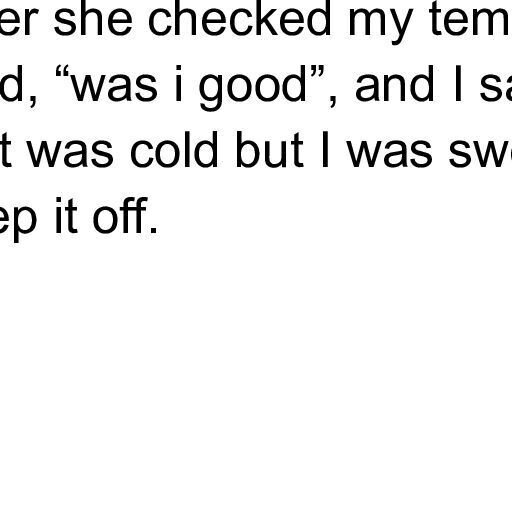 er she checked my tem
d, “was i good”, and I sa
t was cold but I was swe
ep it off.